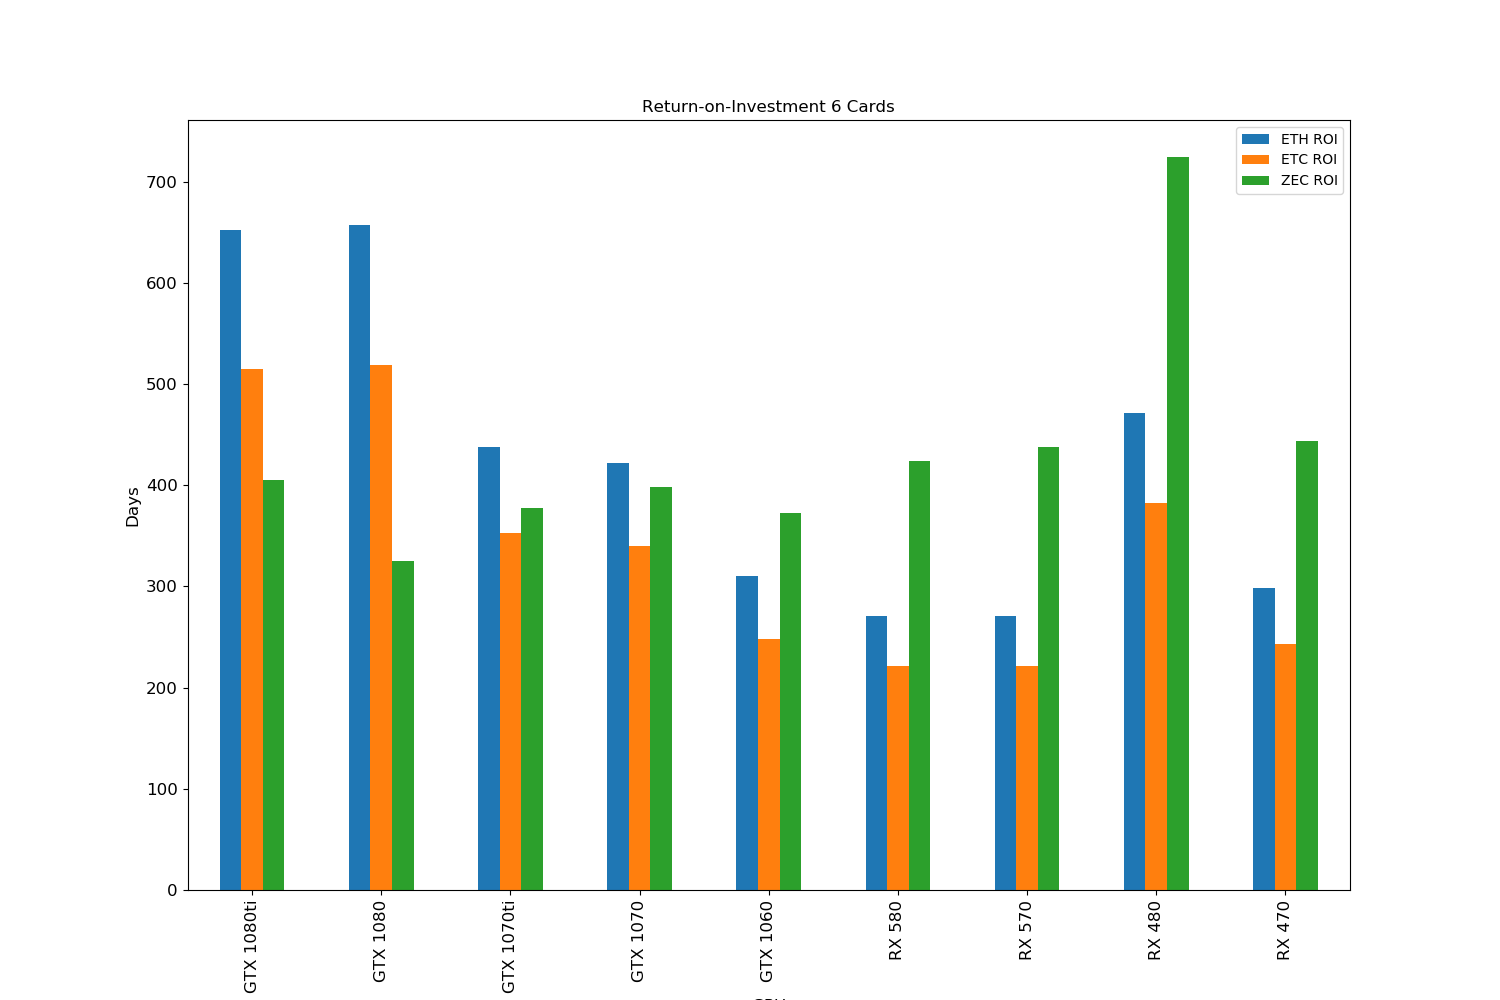 Return-on-Investment 6 Cards
ETH ROI
ETC ROI
ZEC ROI
700
600
500
400
300
200
100
0
Days
GTX 1080ti
GTX 1080
GTX 1070ti
GTX 1070
GTX 1060
RX 580
RX 570
RX 480
RX 470